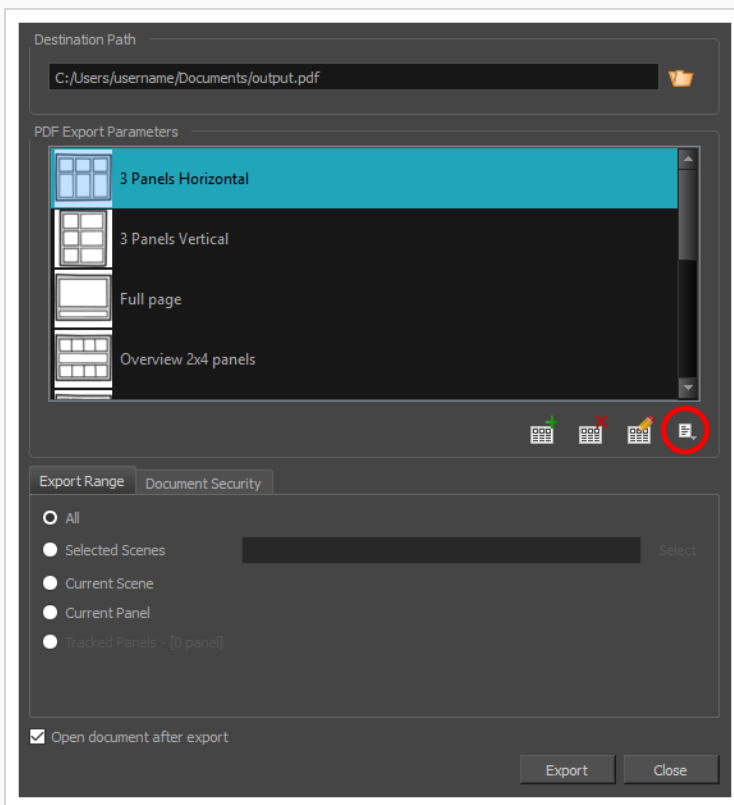 Destination Path
C:/Users/username/Documents/output.pdf
PDF Export Parameters
3 Panels Horizontal
3 Panels Vertical
Full page
Overview 2x4 panels
Export Range
Document Security
All
Selected Scenes
Select
Current Scene
Current Panel
Tracked Panels - [0 panel]
Open document after export
Export
Close